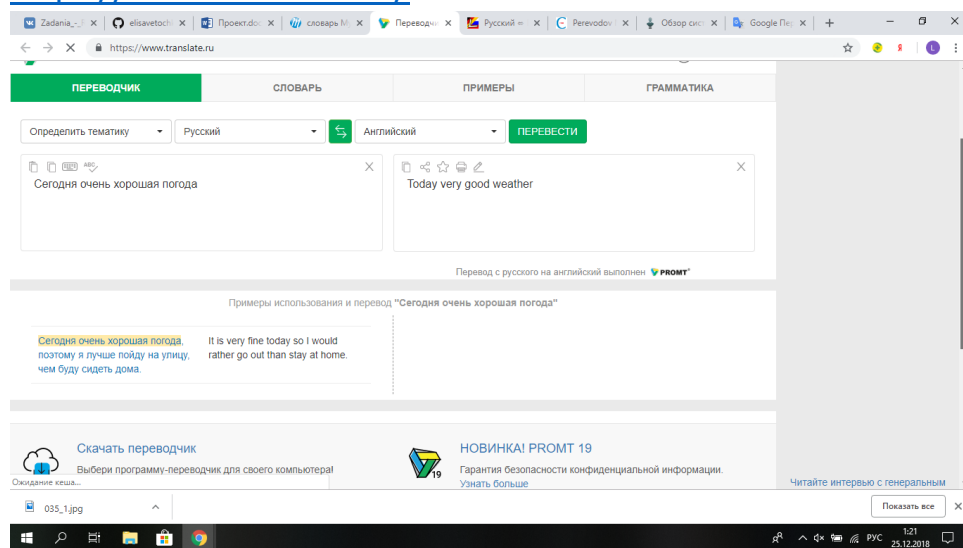 Zadania_-_
elisavetoch
Проект.doc
словарь М
Переводчи
Русский =
Perevodov
Обзор сис
Google Пер
https://www.translate.ru
L
ПЕРЕВОДЧИК СЛОВАРЬ ПРИМЕРЫ ГРАММАТИКА
Определить тематику Русский Английский ПЕРЕВЕСТИ
ABC
Сегодня очень хорошая погода
Today very good weather
Перевод с русского на английский выполнен PROMT
Примеры использования и перевод "Сегодня очень хорошая погода"
Сегодня очень хорошая погода,
поэтому я лучше пойду на улицу,
чем буду сидеть дома.
It is very fine today so I would
rather go out than stay at home.
Скачать переводчик
Выбери программу-переводчик для своего компьютера!
19
НОВИНКА! PROMT 19
Гарантия безопасности конфиденциальной информации.
Узнать больше
Читайте интервью с генеральным
Ожидание кеша...
035_1.jpg
Показать все
РУС
1:21
25.12.2018